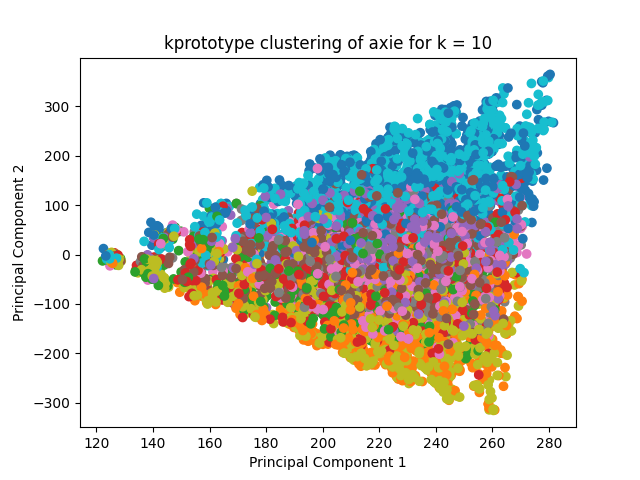 kprototype clustering of axie for k = 10
Principal Component 2
300
200
100
0
−100
−200
−300
120 140 160 180 200 220 240 260 280
Principal Component 1